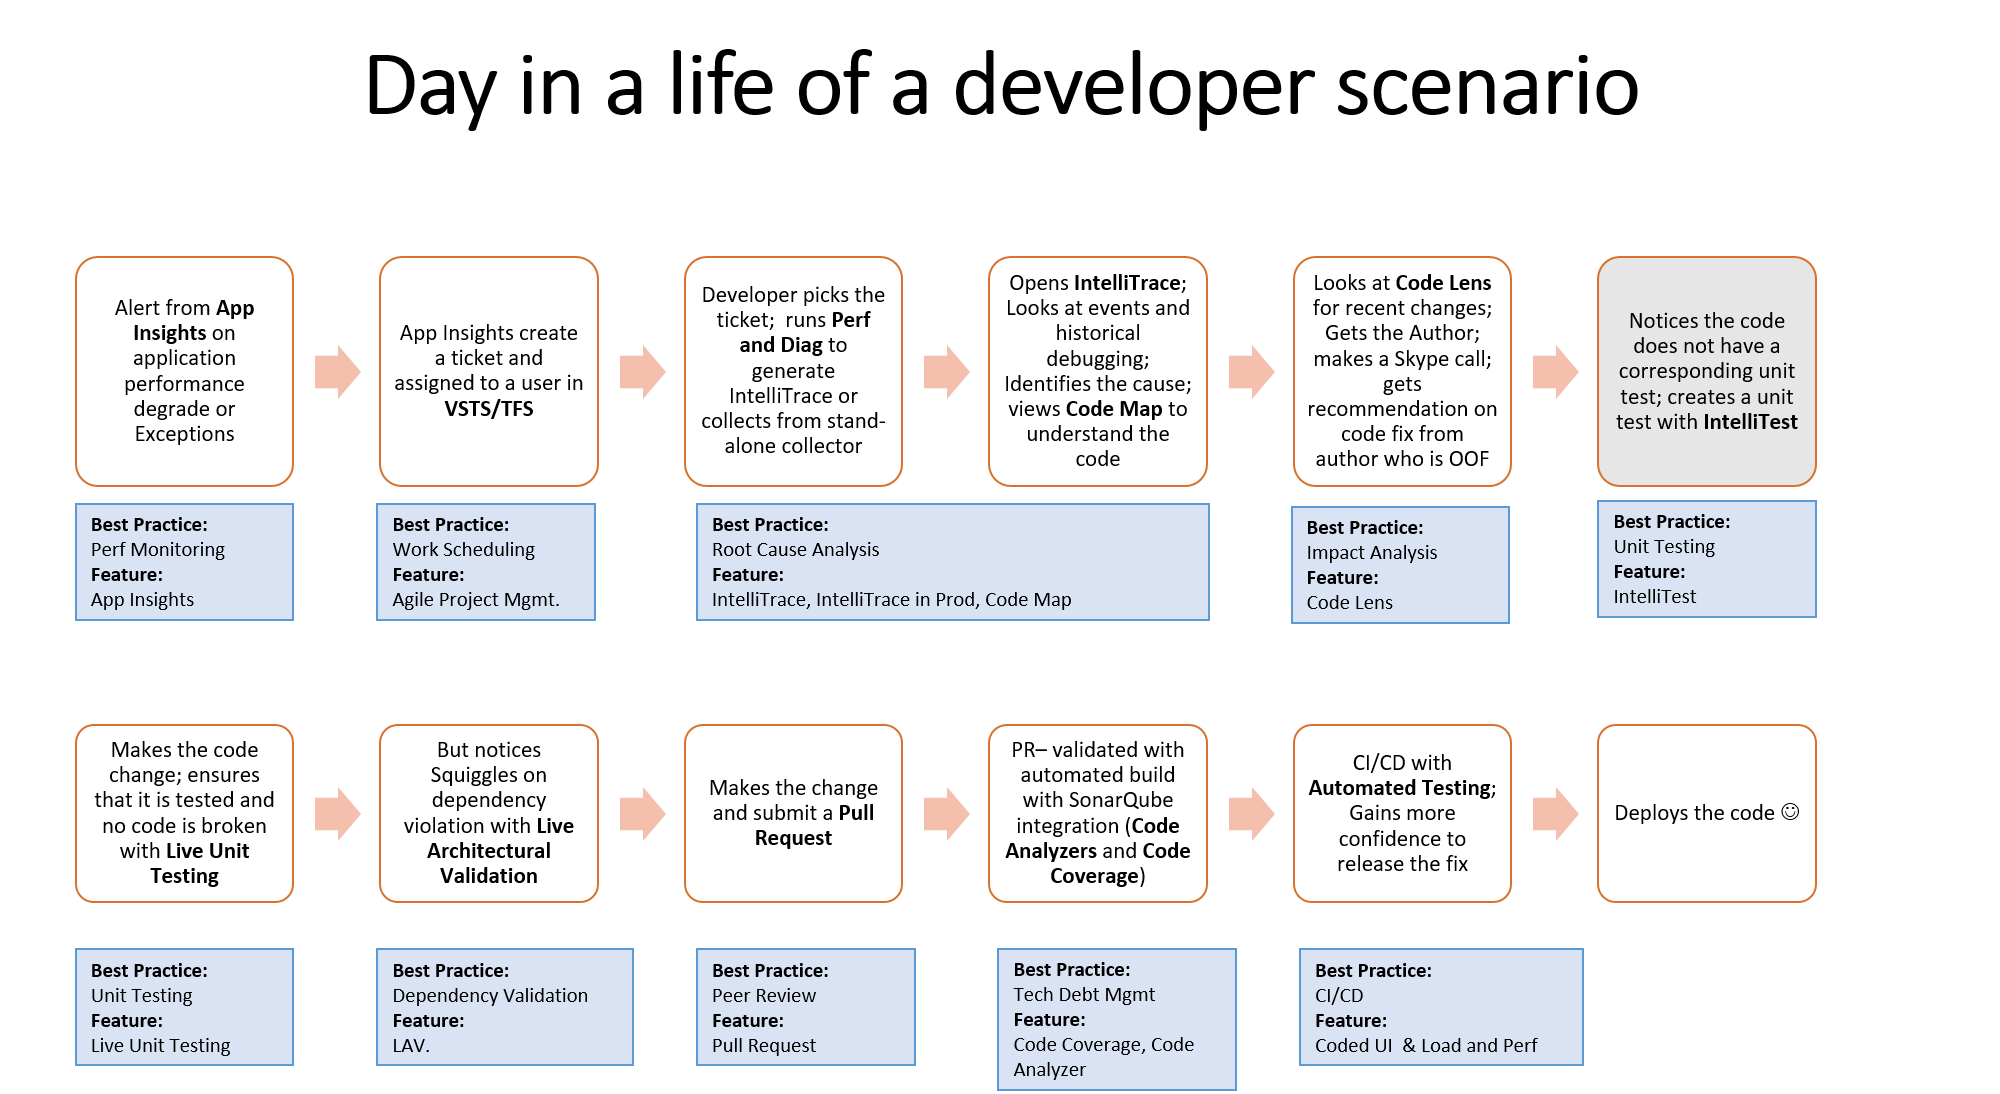 Day in a life of a developer scenario
Alert from App
Insights on
application
performance
degrade or
Exceptions
App Insights create
a ticket and
assigned to a user in
VSTS/TFS
Developer picks the
ticket;  runs Perf
and Diag to
generate
IntelliTrace or
collects from stand-
alone collector
Opens IntelliTrace;
Looks at events and
historical
debugging;
Identifies the cause;
views Code Map to
understand the
code
Looks at Code Lens
for recent changes;
Gets the Author;
makes a Skype call;
gets
recommendation on
code fix from
author who is OOF
Notices the code
does not have a
corresponding unit
test; creates a unit
test with IntelliTest
Best Practice:
Perf Monitoring
Feature:
App Insights
Best Practice:
Work Scheduling
Feature:
Agile Project Mgmt.
Best Practice:
Root Cause Analysis
Feature:
IntelliTrace, IntelliTrace in Prod, Code Map
Best Practice:
Impact Analysis
Feature:
Code Lens
Best Practice:
Unit Testing
Feature:
IntelliTest
Makes the code
change; ensures
that it is tested and
no code is broken
with Live Unit
Testing
But notices
Squiggles on
dependency
violation with Live
Architectural
Validation
Makes the change
and submit a Pull
Request
PR– validated with
automated build
with SonarQube
integration (Code
Analyzers and Code
Coverage)
CI/CD with
Automated Testing;
Gains more
confidence to
release the fix
Deploys the code ☺
Best Practice:
Unit Testing
Feature:
Live Unit Testing
Best Practice:
Dependency Validation
Feature:
LAV.
Best Practice:
Peer Review
Feature:
Pull Request
Best Practice:
Tech Debt Mgmt
Feature:
Code Coverage, Code
Analyzer
Best Practice:
CI/CD
Feature:
Coded UI  & Load and Perf